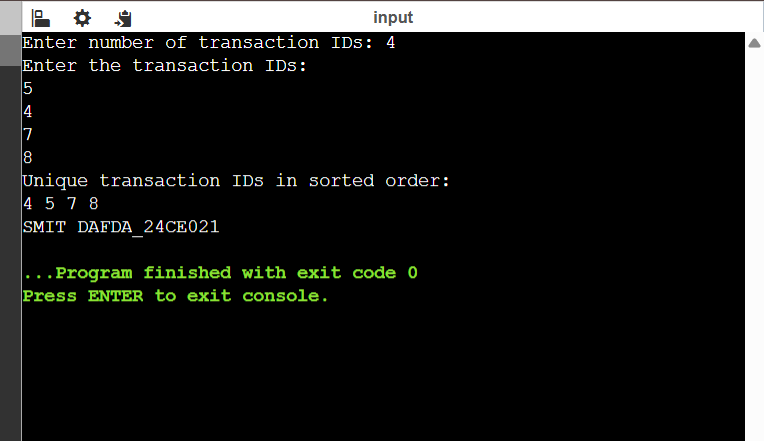 input
Enter number of transaction IDs: 4
Enter the transaction IDs:
5
4
7
8
Unique transaction IDs in sorted order:
4 5 7 8
SMIT DAFDA_24CE021
...Program finished with exit code 0
Press ENTER to exit console.